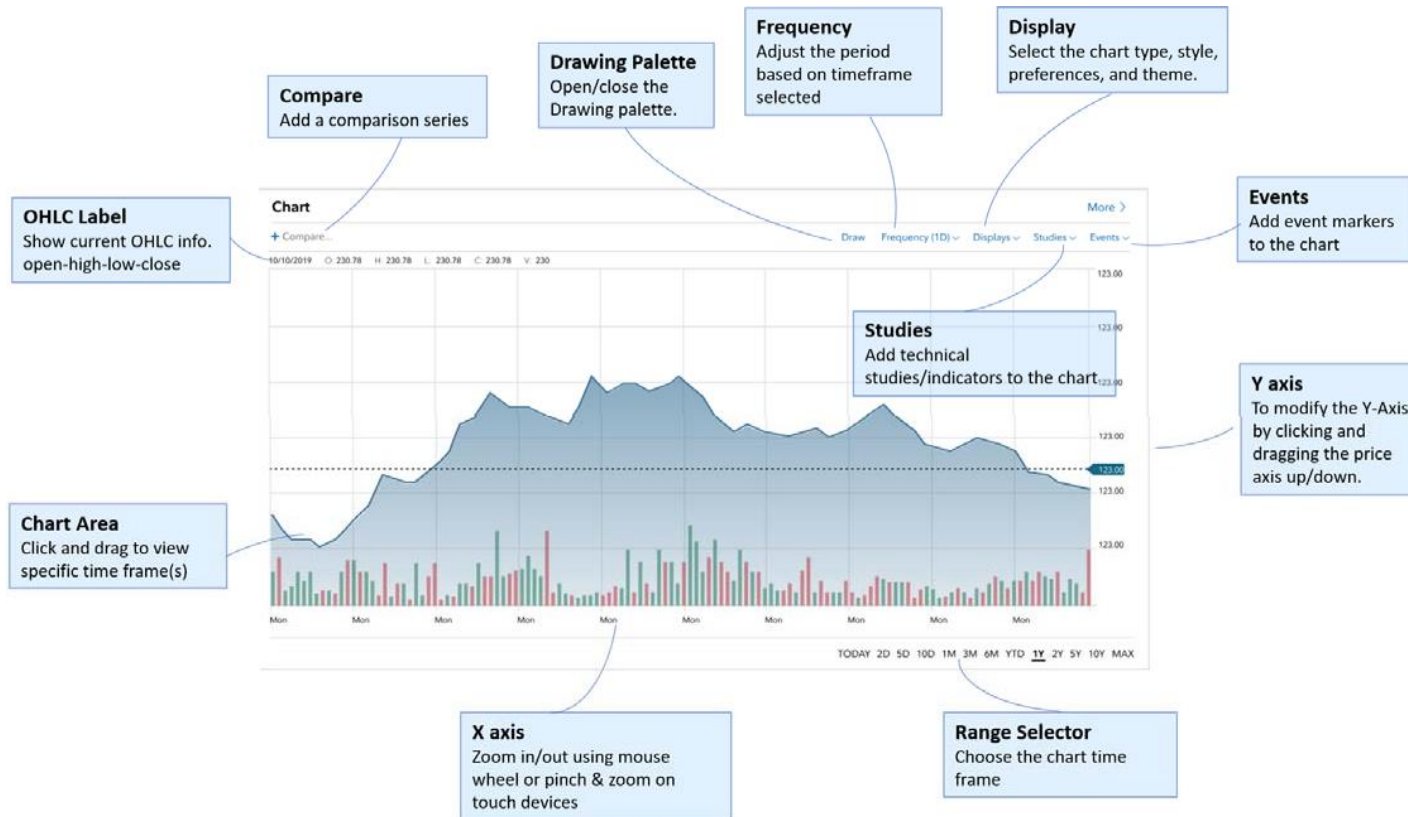 Frequency
Adjust the period
based on timeframe
selected
Display
Select the chart type, style,
preferences, and theme.
Drawing Palette
Open/close the
Drawing palette.
Compare
Add a comparison series
OHLC Label
Show current OHLC info.
open-high-low-close
Events
Add event markers
to the chart
Chart
More >
+ Compare...
Draw Frequency (1D) Displays Studies Events
10/10/2019 O: 230.78 H: 230.78 L: 230.78 C: 230.78 V: 230
123.00
123.00
Studies
Add technical
studies/indicators to the chart
123.00
Y axis
To modify the Y-Axis
by clicking and
dragging the price
axis up/down.
123.00
123.00
123.00
123.00
Chart Area
Click and drag to view
specific time frame(s)
Mon Mon Mon Mon Mon Mon Mon Mon Mon Mon
TODAY 2D 5D 10D 1M 3M 6M YTD 1Y 2Y 5Y 10Y MAX
X axis
Zoom in/out using mouse
wheel or pinch & zoom on
touch devices
Range Selector
Choose the chart time
frame